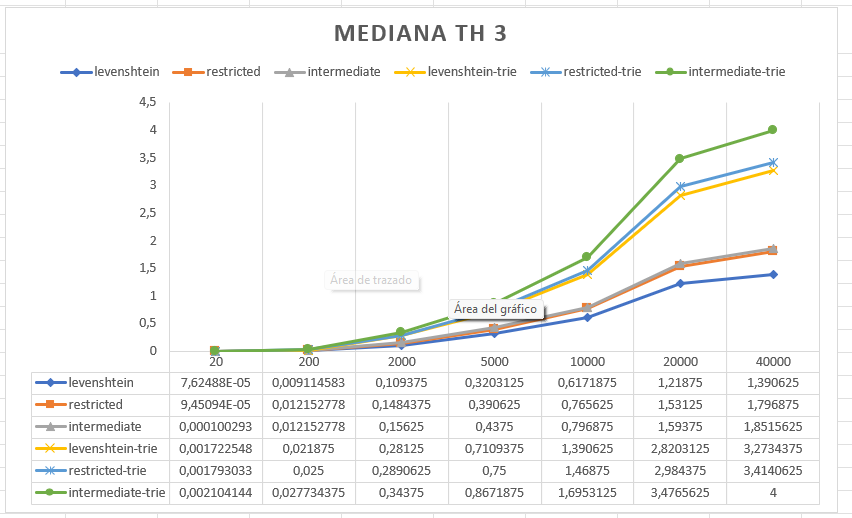 MEDIANA TH 3
levenshtein restricted intermediate levenshtein-trie restricted-trie intermediate-trie
4,5
4
3,5
3
2,5
2
1,5
1
0,5
0
Área de trazado
Área del gráfico
20 200 2000 5000 10000 20000 40000
levenshtein 7,62488E-05 0,009114583 0,109375 0,3203125 0,6171875 1,21875 1,390625
restricted 9,45094E-05 0,012152778 0,1484375 0,390625 0,765625 1,53125 1,796875
intermediate 0,000100293 0,012152778 0,15625 0,4375 0,796875 1,59375 1,8515625
levenshtein-trie 0,001722548 0,021875 0,28125 0,7109375 1,390625 2,8203125 3,2734375
restricted-trie 0,001793033 0,025 0,2890625 0,75 1,46875 2,984375 3,4140625
intermediate-trie 0,002104144 0,027734375 0,34375 0,8671875 1,6953125 3,4765625 4